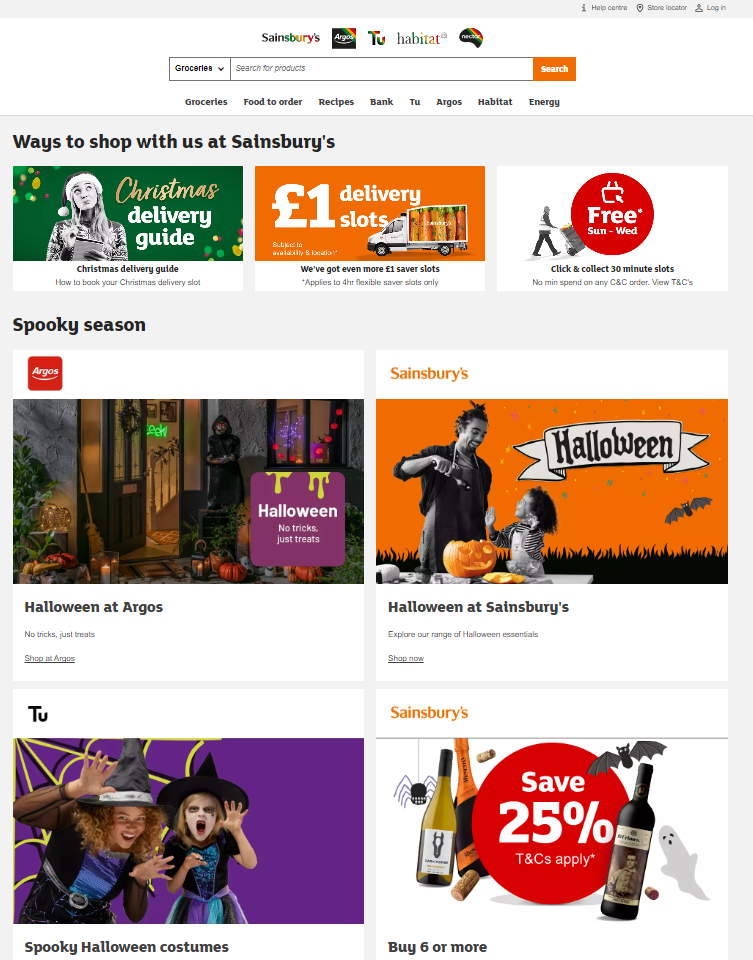 Help centre
Store locator
Log in
Sainsbury's
Argos
Tu
habitat
nectar
Groceries
Search for products
Search
Groceries
Food to order
Recipes
Bank
Tu
Argos
Habitat
Energy
Ways to shop with us at Sainsbury's
Christmas
delivery
guide
£1 delivery
slots
Subject to
availability & location*
Sainsbury's
Free*
Sun - Wed
Christmas delivery guide
How to book your Christmas delivery slot
We've got even more £1 saver slots
*Applies to 4hr flexible saver slots only
Click & collect 30 minute slots
No min spend on any C&C order. View T&C's
Spooky season
Argos
Sainsbury's
Halloween
No tricks,
just treats
Halloween
Halloween at Argos
No tricks, just treats
Shop at Argos
Halloween at Sainsbury's
Explore our range of Halloween essentials
Shop now
Tu
Sainsbury's
Save
25%
T&Cs apply*
Spooky Halloween costumes
Buy 6 or more